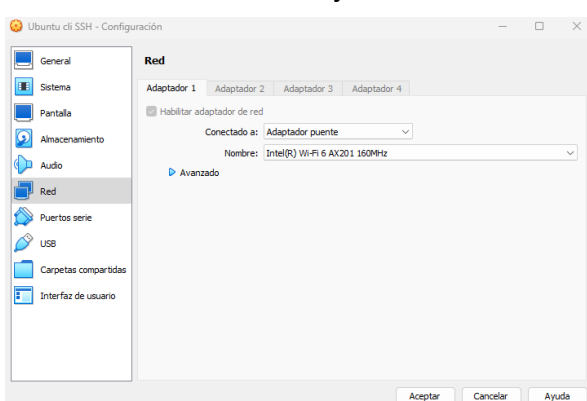 Ubuntu cli SSH - Configuración
General
Sistema
Pantalla
Almacenamiento
Audio
Red
Puertos serie
USB
Carpetas compartidas
Interfaz de usuario
Red
Adaptador 1 Adaptador 2 Adaptador 3 Adaptador 4
Habilitar adaptador de red
Conectado a: Adaptador puente
Nombre: Intel(R) Wi-Fi 6 AX201 160MHz
Avanzado
Aceptar Cancelar Ayuda